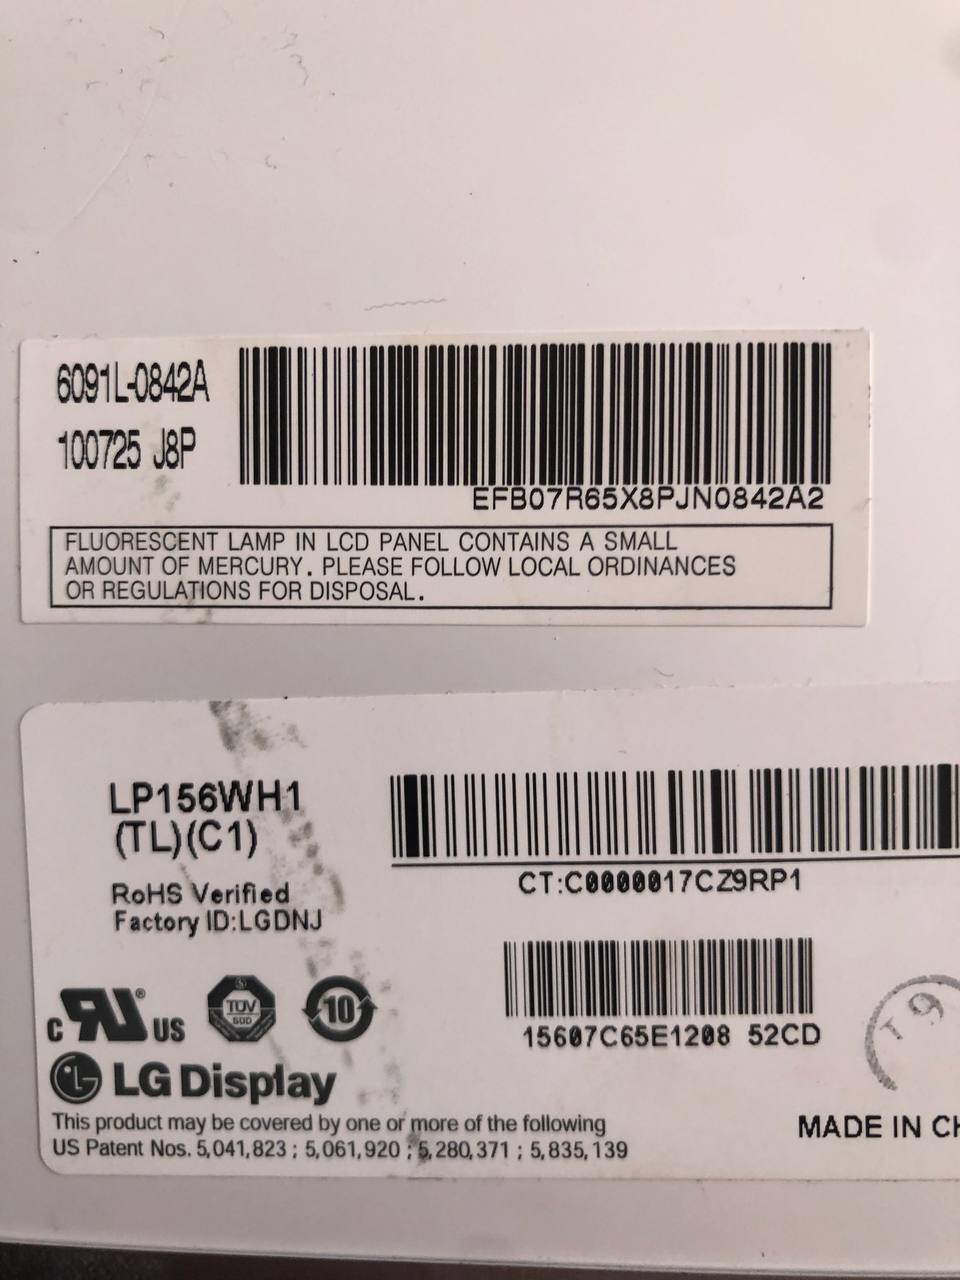 6091L-0842A
100725 J8P
EFB07R65X8PJN0842A2
FLUORESCENT LAMP IN LCD PANEL CONTAINS A SMALL
AMOUNT OF MERCURY. PLEASE FOLLOW LOCAL ORDINANCES
OR REGULATIONS FOR DISPOSAL.
LP156WH1
(TL)(C1)
RoHS Verified
Factory ID:LGDNJ
CT:C0000017CZ9RP1
15607C65E1208 52CD
C RU ® US
TÜV
SÜD
10
T 9
LG Display
This product may be covered by one or more of the following
US Patent Nos. 5,041,823 ; 5,061,920 ; 5,280,371 ; 5,835,139
MADE IN CH